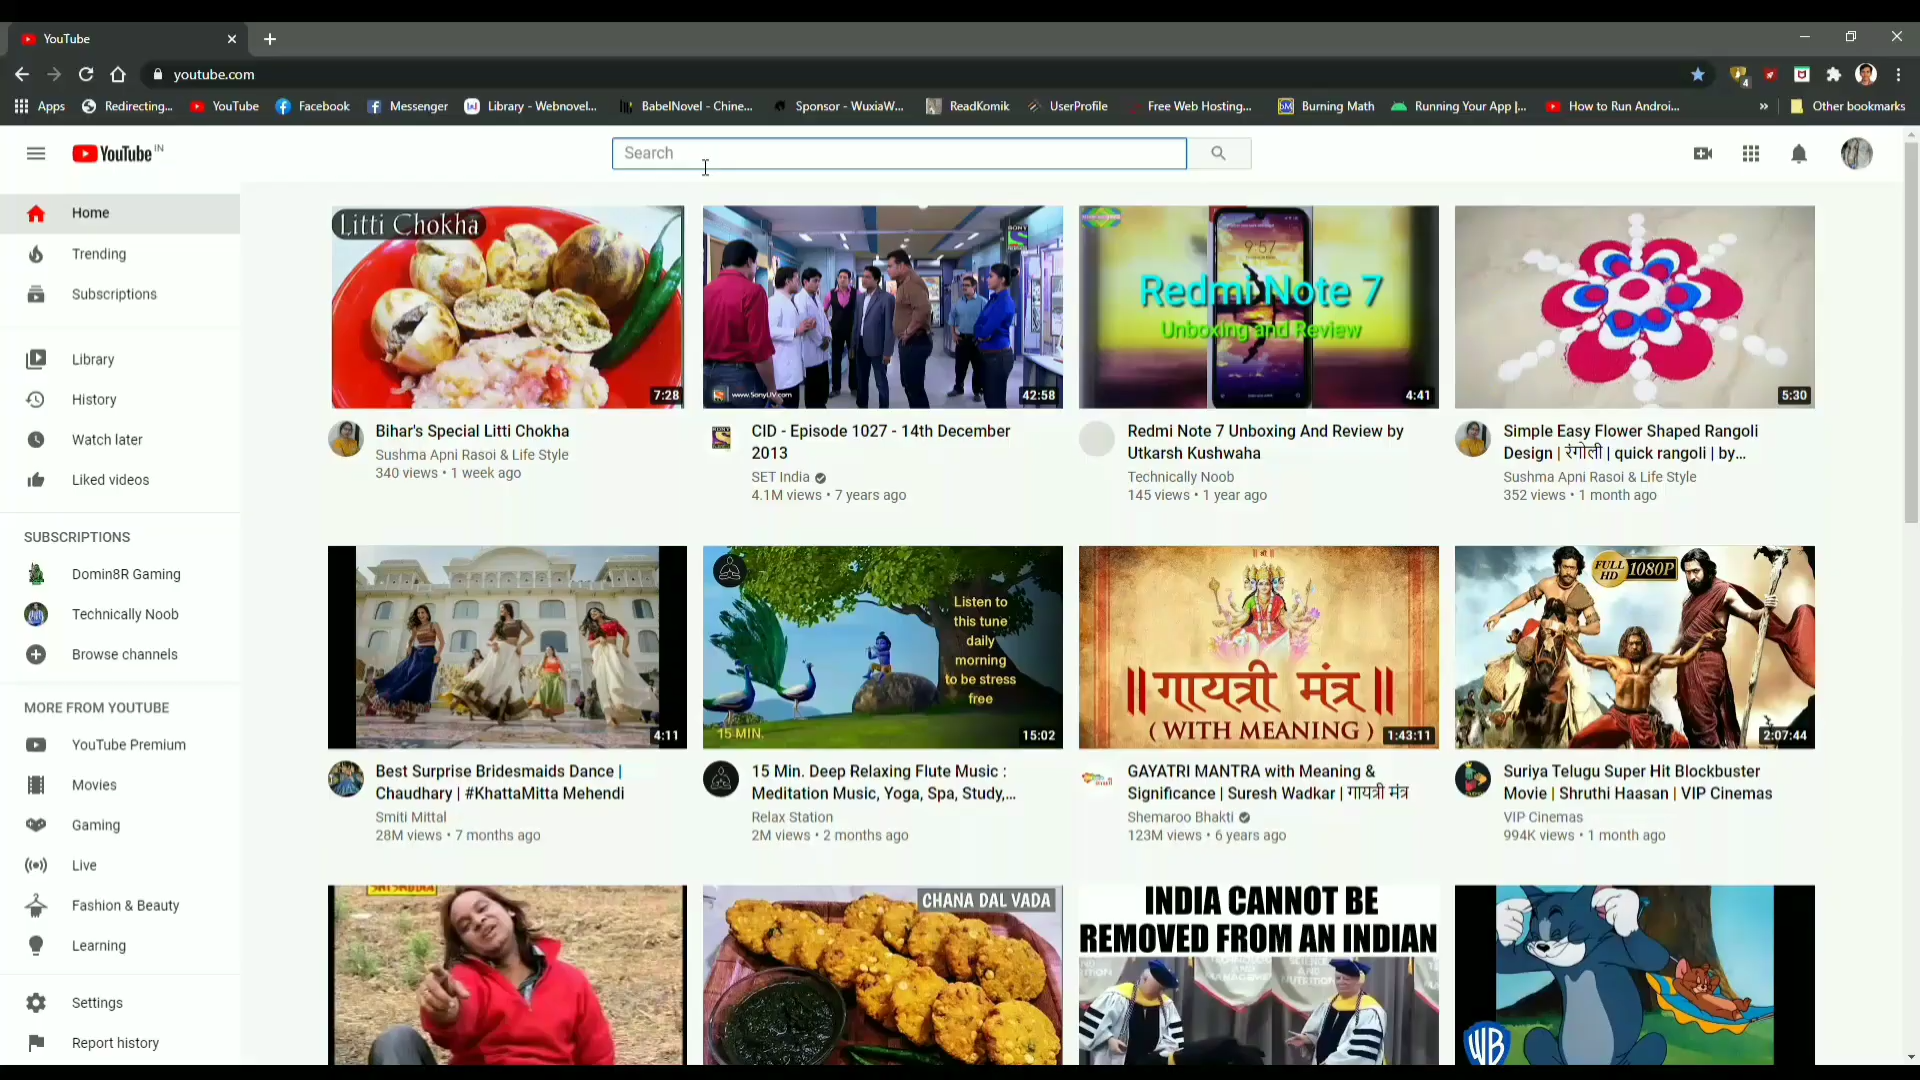 YouTube
youtube.com
Apps
Redirecting...
YouTube
Facebook
Messenger
Library - Webnovel...
BabelNovel - Chine...
Sponsor - WuxiaW...
ReadKomik
UserProfile
Free Web Hosting...
Burning Math
Running Your App |...
How to Run Androi...
Other bookmarks
YouTube IN
Search
Home
Trending
Subscriptions
Library
History
Watch later
Liked videos
SUBSCRIPTIONS
Domin8R Gaming
Technically Noob
Browse channels
MORE FROM YOUTUBE
YouTube Premium
Movies
Gaming
Live
Fashion & Beauty
Learning
Settings
Report history
Litti Chokha
7:28
Bihar's Special Litti Chokha
Sushma Apni Rasoi & Life Style
340 views • 1 week ago
SONY
www.SonyLIV.com
42:58
CID - Episode 1027 - 14th December
2013
SET India
4.1M views • 7 years ago
9:57
Redmi Note 7
Unboxing and Review
4:41
Redmi Note 7 Unboxing And Review by
Utkarsh Kushwaha
Technically Noob
145 views • 1 year ago
5:30
Simple Easy Flower Shaped Rangoli
Design | रंगोली | quick rangoli | by...
Sushma Apni Rasoi & Life Style
352 views • 1 month ago
4:11
Best Surprise Bridesmaids Dance |
Chaudhary | #KhattaMitta Mehendi
Smiti Mittal
28M views • 7 months ago
Listen to
this tune
daily
morning
to be stress
free
15 MIN.
15:02
15 Min. Deep Relaxing Flute Music :
Meditation Music, Yoga, Spa, Study,...
Relax Station
2M views • 2 months ago
॥ गायत्री मंत्र ॥
( WITH MEANING )
1:43:11
GAYATRI MANTRA with Meaning &
Significance | Suresh Wadkar | गायत्री मंत्र
Shemaroo Bhakti
123M views • 6 years ago
FULL HD 1080P
2:07:44
Suriya Telugu Super Hit Blockbuster
Movie | Shruthi Haasan | VIP Cinemas
VIP Cinemas
994K views • 1 month ago
CHANA DAL VADA
INDIA CANNOT BE
REMOVED FROM AN INDIAN
WB